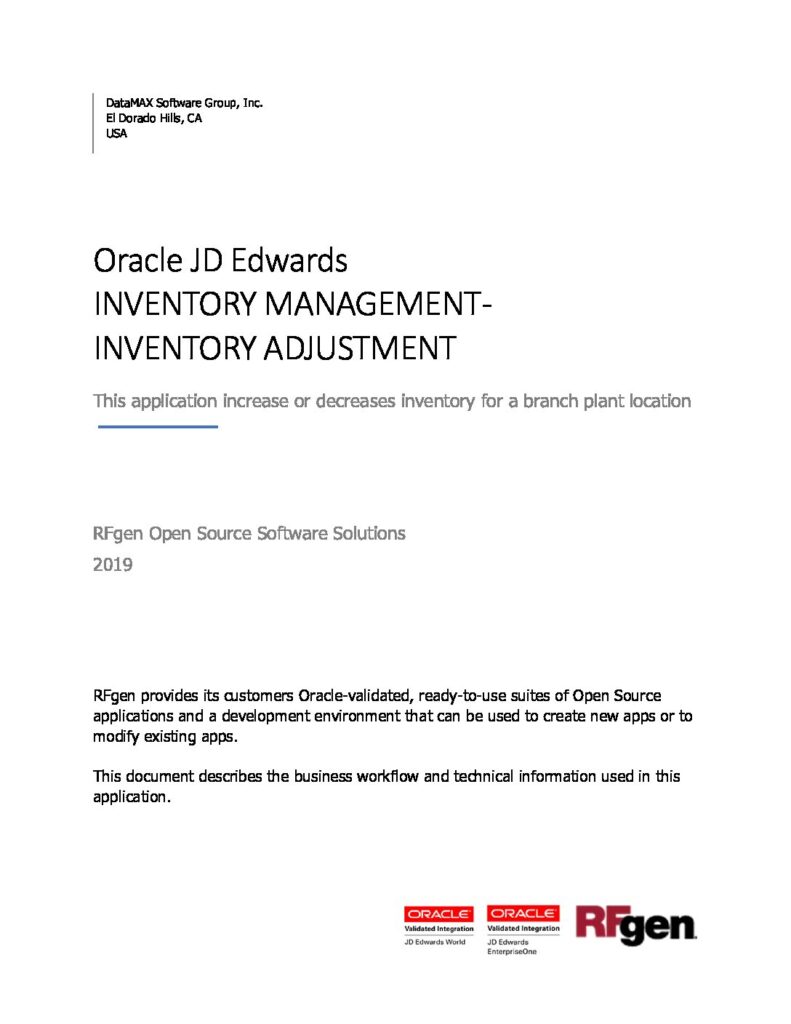 DataMAX Software Group, Inc.
El Dorado Hills, CA
USA
Oracle JD Edwards
INVENTORY MANAGEMENT-
INVENTORY ADJUSTMENT
This application increase or decreases inventory for a branch plant location
RFgen Open Source Software Solutions
2019
RFgen provides its customers Oracle-validated, ready-to-use suites of Open Source
applications and a development environment that can be used to create new apps or to
modify existing apps.
This document describes the business workflow and technical information used in this
application.
ORACLE
Validated Integration
JD Edwards World
ORACLE
Validated Integration
JD Edwards
EnterpriseOne
RFgen